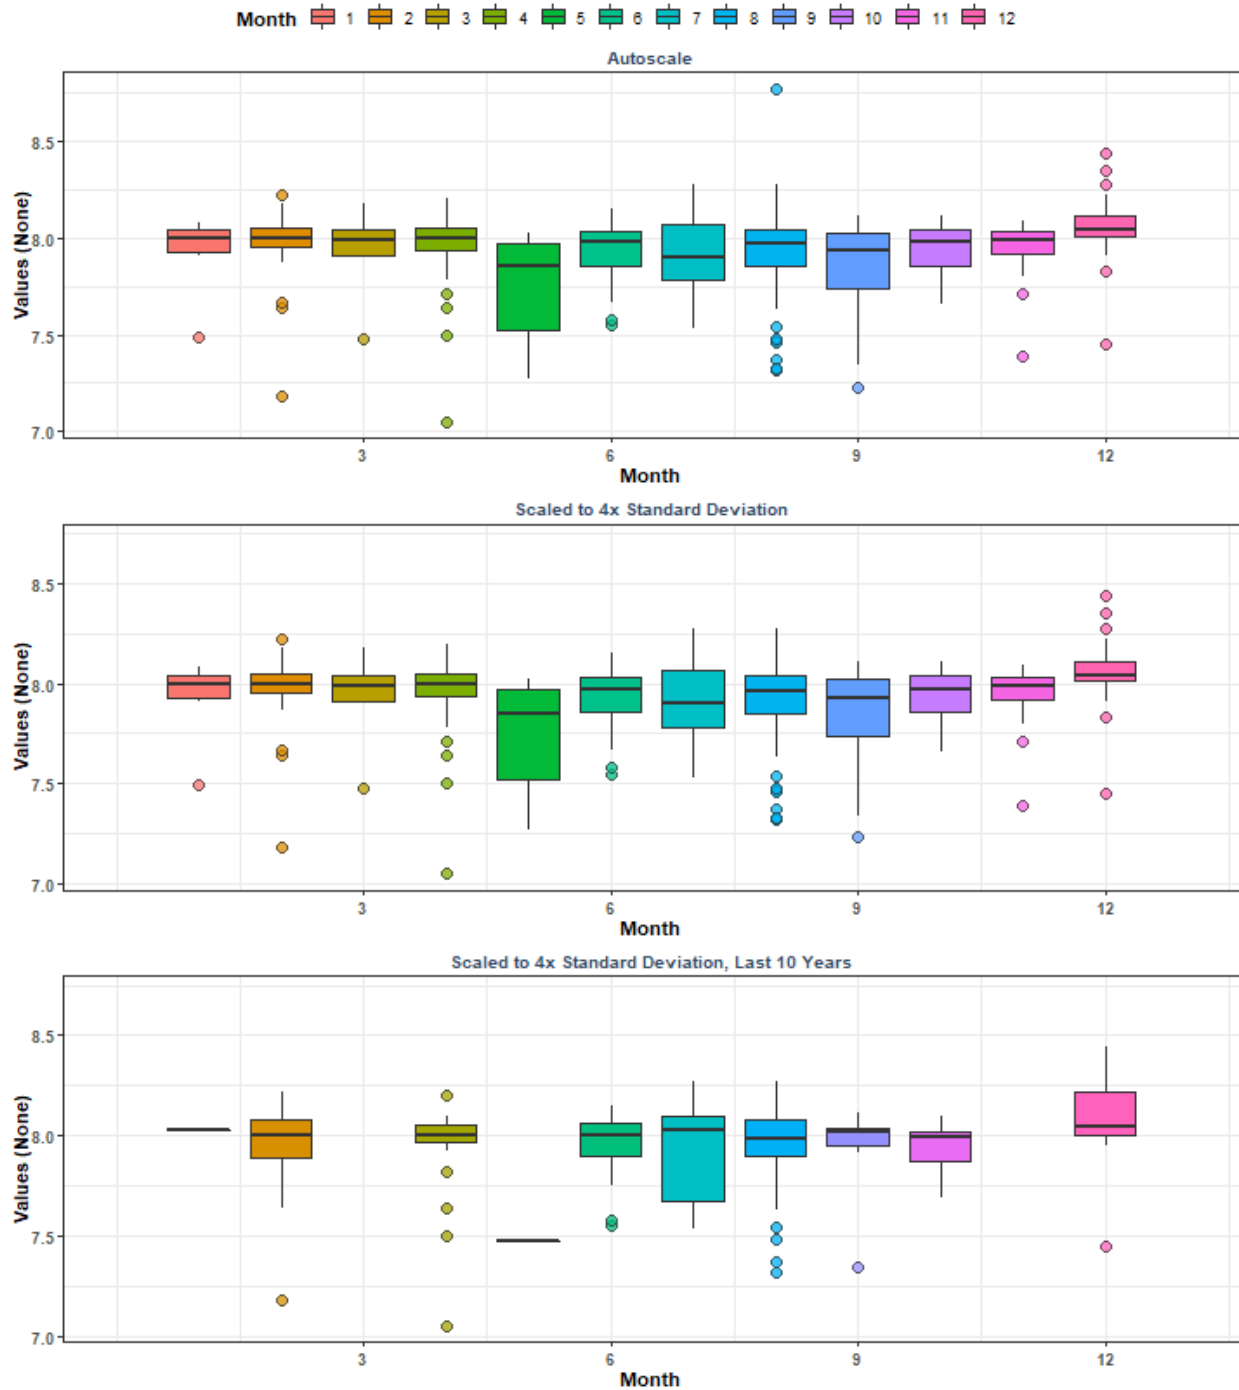 Month 1 2 3 4 5 6 7 8 9 10 11 12
Autoscale
Values (None)
8.5
8.0
7.5
7.0
3 6 9 12
Month
Scaled to 4x Standard Deviation
Values (None)
8.5
8.0
7.5
7.0
3 6 9 12
Month
Scaled to 4x Standard Deviation, Last 10 Years
Values (None)
8.5
8.0
7.5
7.0
3 6 9 12
Month